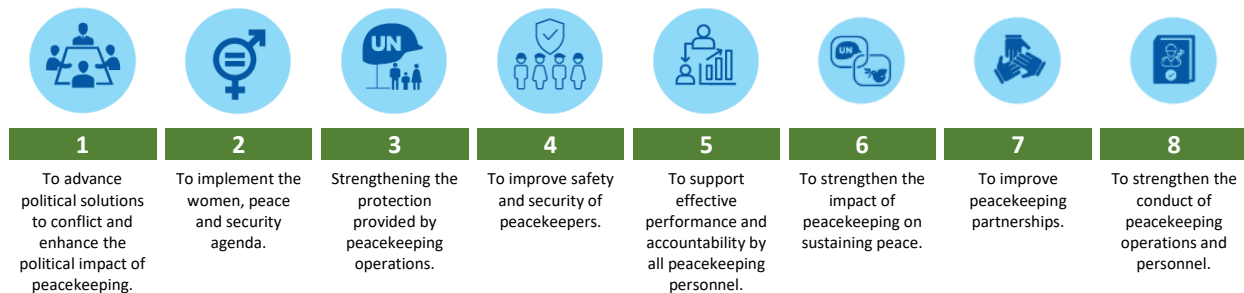 UN
UN
1
To advance
political solutions
to conflict and
enhance the
political impact of
peacekeeping.
2
To implement the
women, peace
and security
agenda.
3
Strengthening the
protection
provided by
peacekeeping
operations.
4
To improve safety
and security of
peacekeepers.
5
To support
effective
performance and
accountability by
all peacekeeping
personnel.
6
To strengthen the
impact of
peacekeeping on
sustaining peace.
7
To improve
peacekeeping
partnerships.
8
To strengthen the
conduct of
peacekeeping
operations and
personnel.